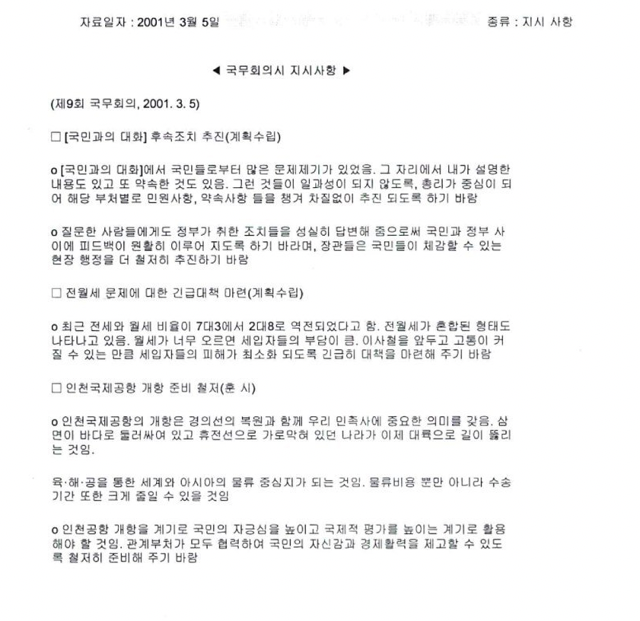 자료일자 : 2001년 3월 5일 종류 : 지시 사항
◀ 국무회의시 지시사항 ▶
(제9회 국무회의, 2001. 3. 5)
□ [국민과의 대화] 후속조치 추진(계획수립)
o [국민과의 대화]에서 국민들로부터 많은 문제제기가 있었음. 그 자리에서 내가 설명한
내용도 있고 또 약속한 것도 있음. 그런 것들이 일과성이 되지 않도록, 총리가 중심이 되
어 해당 부처별로 민원사항, 약속사항 들을 챙겨 차질없이 추진 되도록 하기 바람
o 질문한 사람들에게도 정부가 취한 조치들을 성실히 답변해 줌으로써 국민과 정부 사
이에 피드백이 원활히 이루어 지도록 하기 바라며, 장관들은 국민들이 체감할 수 있는
현장 행정을 더 철저히 추진하기 바람
□ 전월세 문제에 대한 긴급대책 마련(계획수립)
o 최근 전세와 월세 비율이 7대3에서 2대8로 역전되었다고 함. 전월세가 혼합된 형태도
나타나고 있음. 월세가 너무 오르면 세입자들의 부담이 큼. 이사철을 앞두고 고통이 커
질 수 있는 만큼 세입자들의 피해가 최소화 되도록 긴급히 대책을 마련해 주기 바람
□ 인천국제공항 개항 준비 철저(훈 시)
o 인천국제공항의 개항은 경의선의 복원과 함께 우리 민족사에 중요한 의미를 갖음. 삼
면이 바다로 둘러싸여 있고 휴전선으로 가로막혀 있던 나라가 이제 대륙으로 길이 뚫리
는 것임.
육·해·공을 통한 세계와 아시아의 물류 중심지가 되는 것임. 물류비용 뿐만 아니라 수송
기간 또한 크게 줄일 수 있을 것임
o 인천공항 개항을 계기로 국민의 자긍심을 높이고 국제적 평가를 높이는 계기로 활용
해야 할 것임. 관계부처가 모두 협력하여 국민의 자신감과 경제활력을 제고할 수 있도
록 철저히 준비해 주기 바람